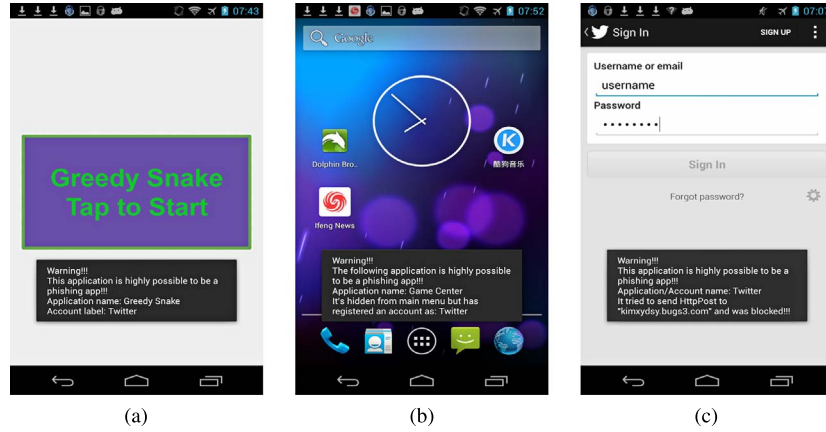 07:43
Greedy Snake
Tap to Start
Warning!!!
This application is highly possible to be a
phishing app!!!
Application name: Greedy Snake
Account label: Twitter
(a)
07:52
Google
Dolphin Bro..
酷狗音乐
Ifeng News
Warning!!!
The following application is highly possible
to be a phishing app!!!
Application name: Game Center
It's hidden from main menu but has
registered an account as: Twitter
(b)
07:07
Sign In
SIGN UP
Username or email
username
Password
Sign In
Forgot password?
Warning!!!
This application is highly possible to be a
phishing app!!!
Application/Account name: Twitter
It tried to send HttpPost to
"kimxydsy.bugs3.com" and was blocked!!!
(c)